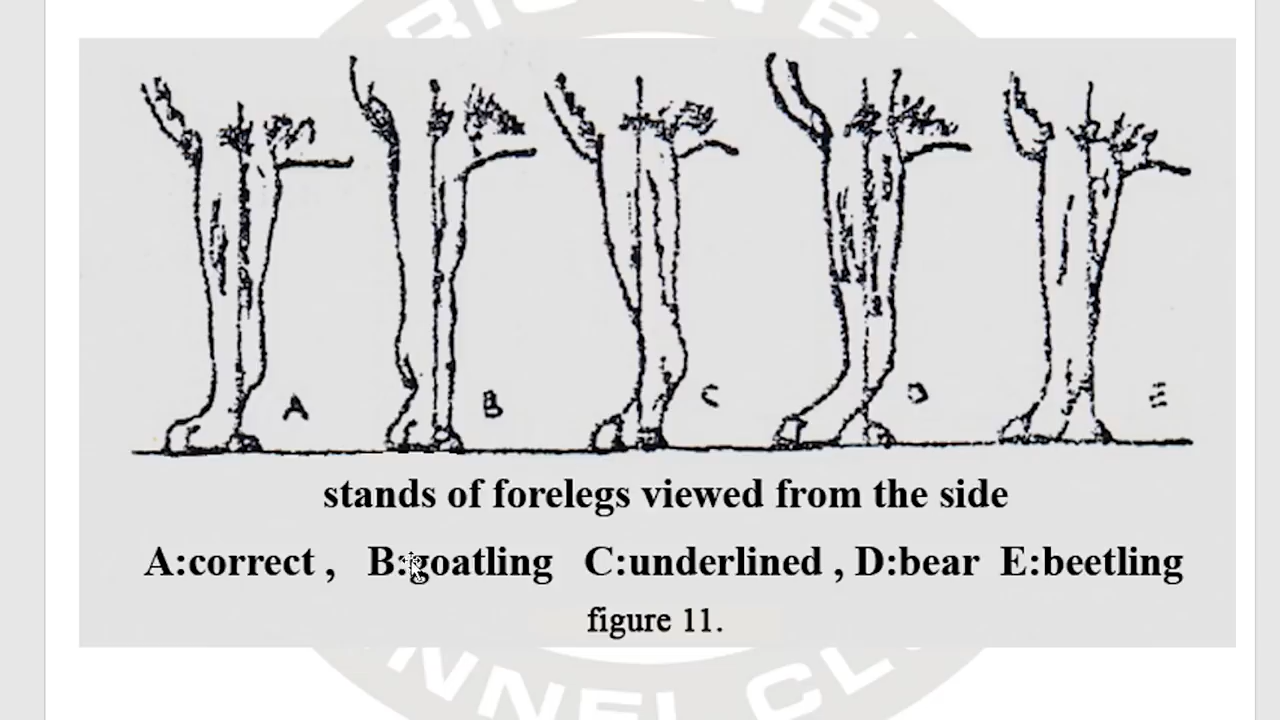 A B C D E
stands of forelegs viewed from the side
A:correct , B:goatling C:underlined , D:bear E:beetling
figure 11.